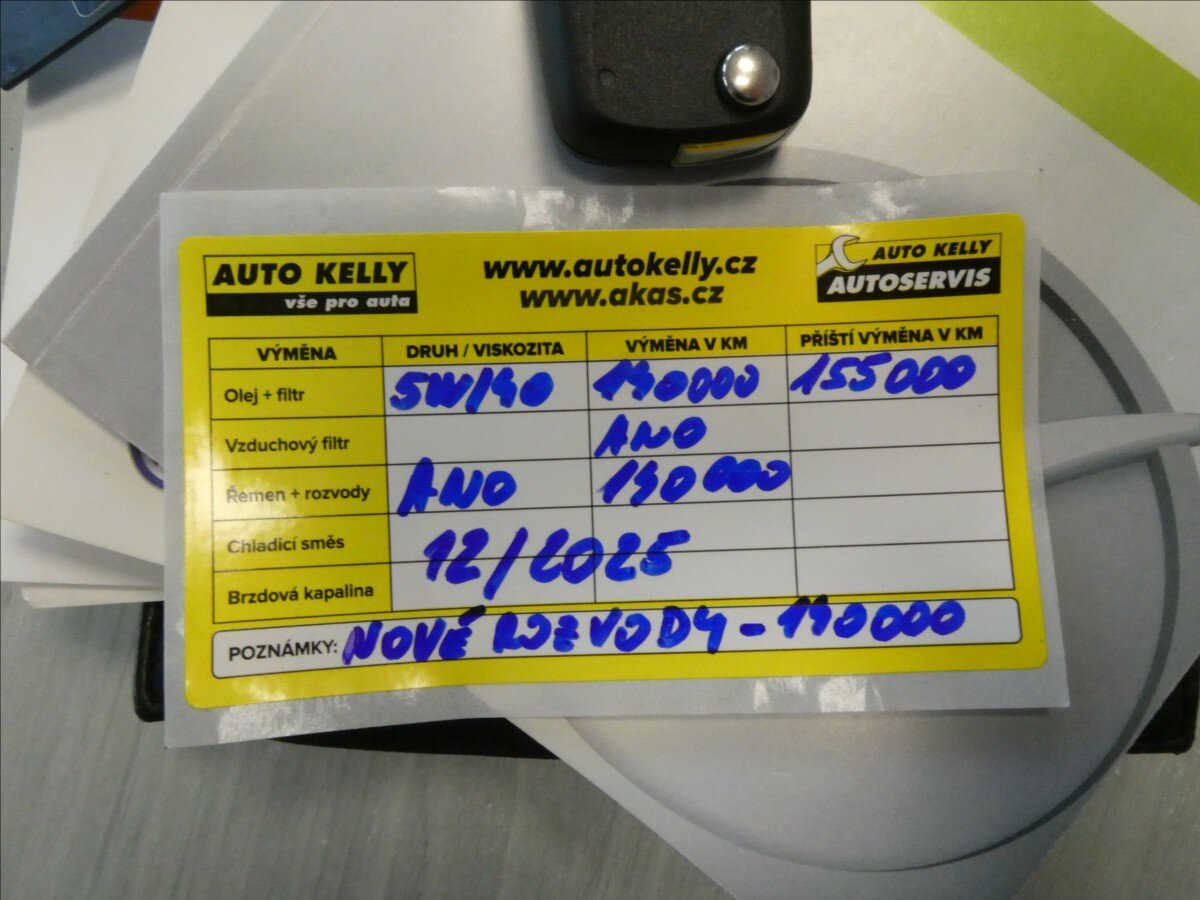 AUTO KELLY
vše pro auta
www.autokelly.cz
www.akas.cz
AUTO KELLY
AUTOSERVIS
VÝMĚNA DRUH / VISKOZITA VÝMĚNA V KM PŘÍŠTÍ VÝMĚNA V KM
Olej + filtr 5W/40 140000 155000
Vzduchový filtr ANO
Řemen + rozvody ANO 140000
Chladicí směs 12/2025
Brzdová kapalina
POZNÁMKY: NOVÉ ROZVODY - 140000